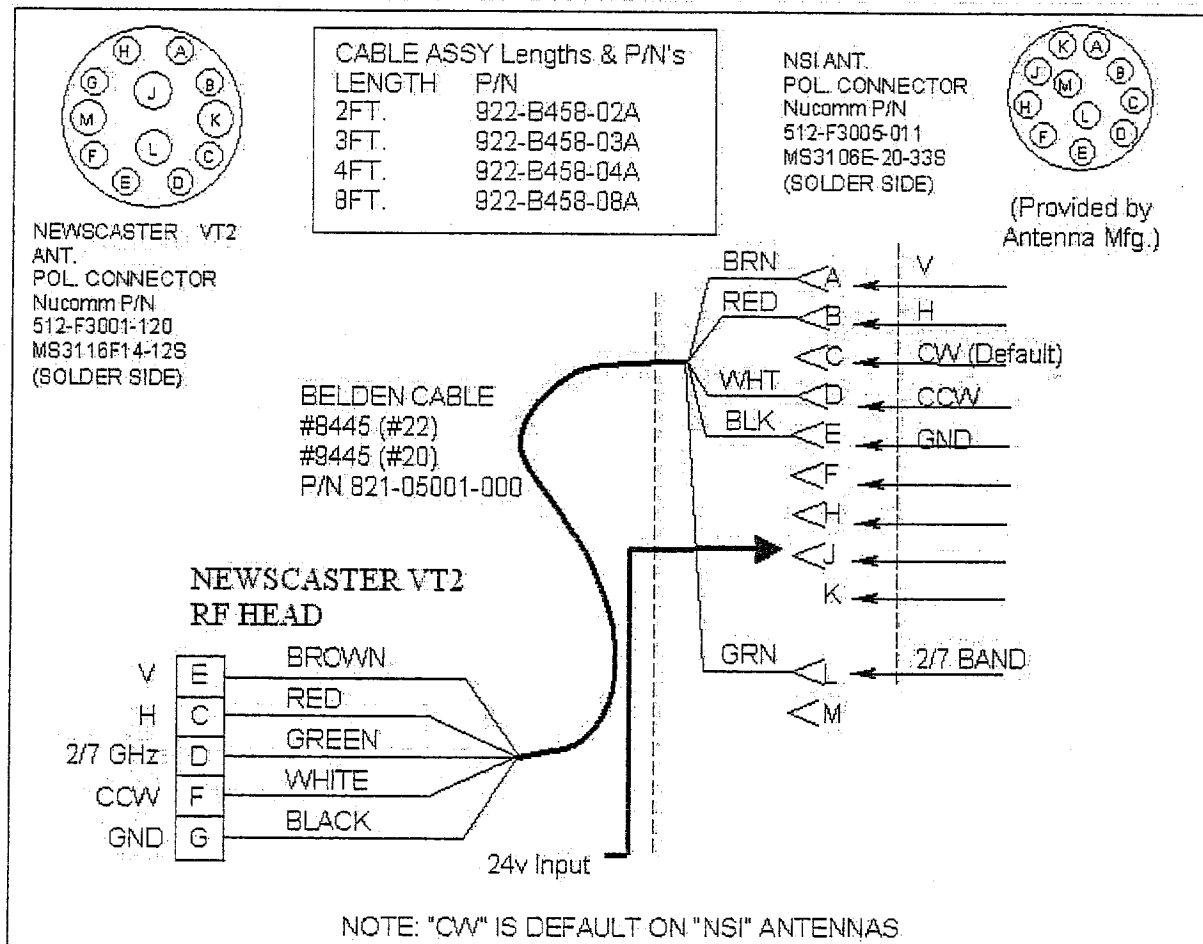 H A
G B
J
M K
L
F C
E D
NEWSCASTER VT2
ANT.
POL. CONNECTOR
Nucomm P/N
512-F3001-120
MS3116F14-12S
(SOLDER SIDE)
CABLE ASSY Lengths & P/N's
LENGTH P/N
2FT. 922-B458-02A
3FT. 922-B458-03A
4FT. 922-B458-04A
8FT. 922-B458-08A
NSI ANT.
POL. CONNECTOR
Nucomm P/N
512-F3005-011
MS3106E-20-33S
(SOLDER SIDE)
K A
J B
M
H C
L
F D
E
(Provided by
Antenna Mfg.)
BRN A V
RED B H
C CW (Default)
WHT D CCW
BLK E GND
F
H
J
K
GRN L 2/7 BAND
M
BELDEN CABLE
#8445 (#22)
#9445 (#20)
P/N 821-05001-000
NEWSCASTER VT2
RF HEAD
V E BROWN
H C RED
2/7 GHz D GREEN
CCW F WHITE
GND G BLACK
24v Input
NOTE: "CW" IS DEFAULT ON "NSI" ANTENNAS